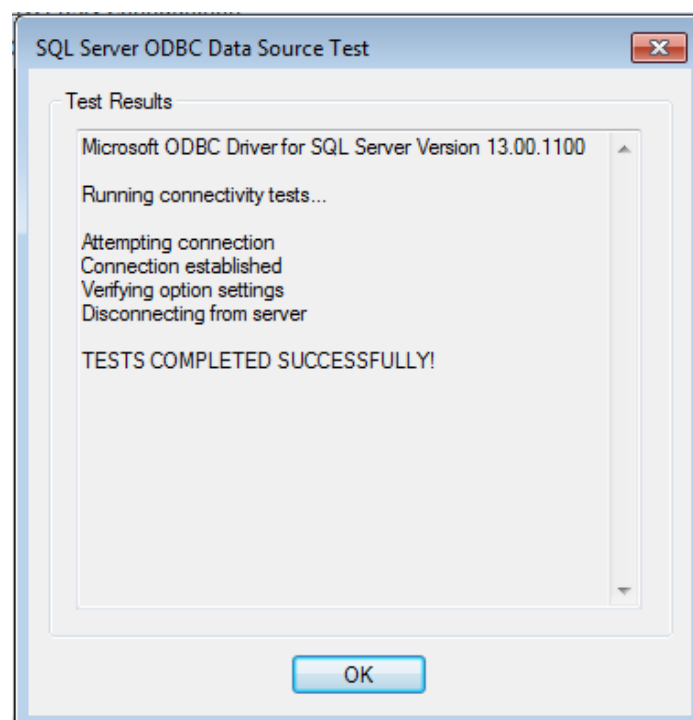 SQL Server ODBC Data Source Test
Test Results
Microsoft ODBC Driver for SQL Server Version 13.00.1100
Running connectivity tests...
Attempting connection
Connection established
Verifying option settings
Disconnecting from server
TESTS COMPLETED SUCCESSFULLY!
OK